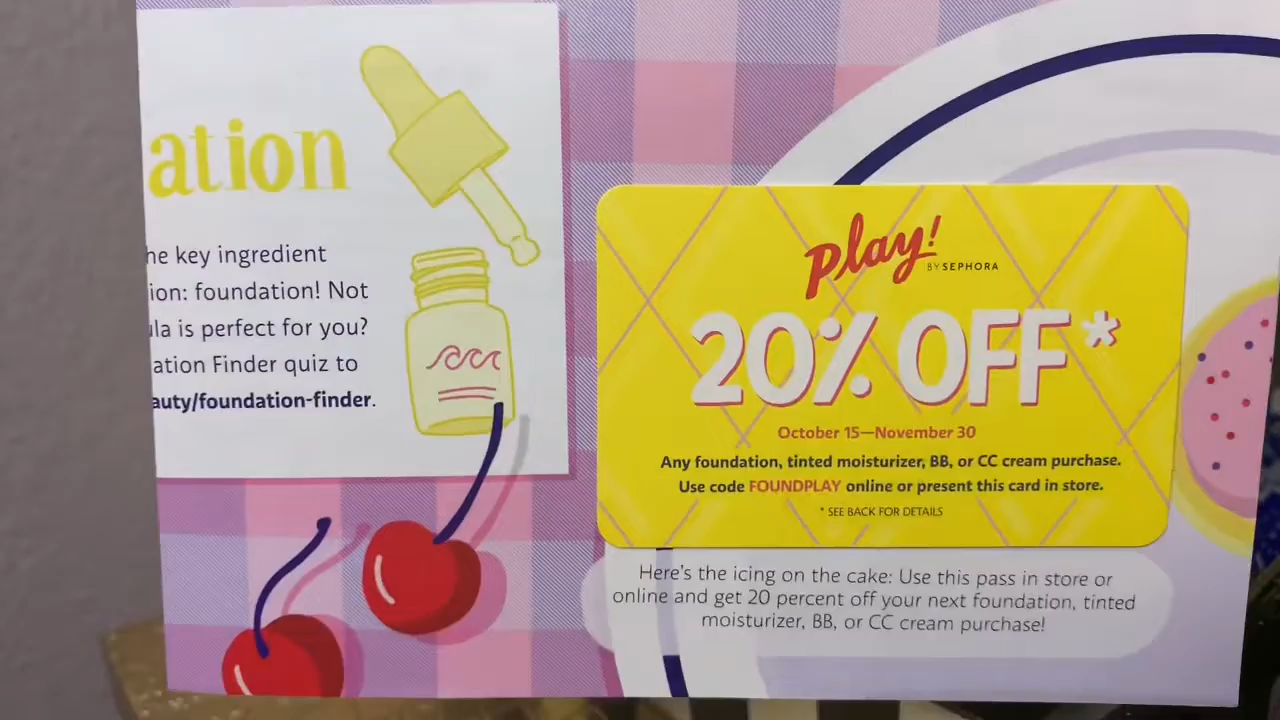 ation
he key ingredient
ion: foundation! Not
ula is perfect for you?
ation Finder quiz to
auty/foundation-finder.
play!
BY SEPHORA
20% OFF*
October 15—November 30
Any foundation, tinted moisturizer, BB, or CC cream purchase.
Use code FOUNDPLAY online or present this card in store.
* SEE BACK FOR DETAILS
Here's the icing on the cake: Use this pass in store or
online and get 20 percent off your next foundation, tinted
moisturizer, BB, or CC cream purchase!